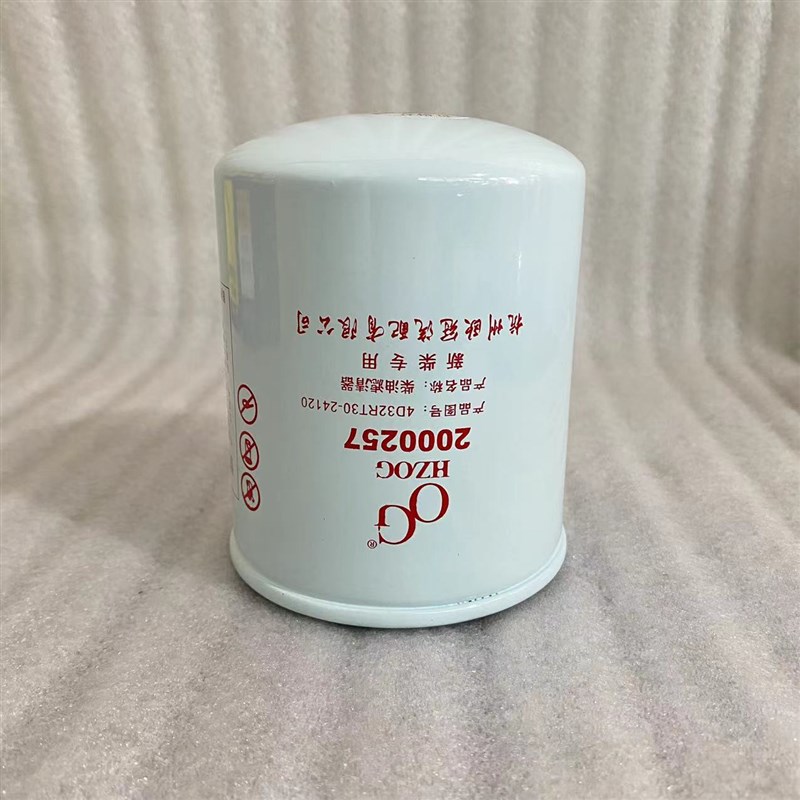 OG®
HZOG
2000257
产品图号：4D32RT30-24120
产品名称：柴油滤清器
新柴专用
杭州欧冠汽配有限公司